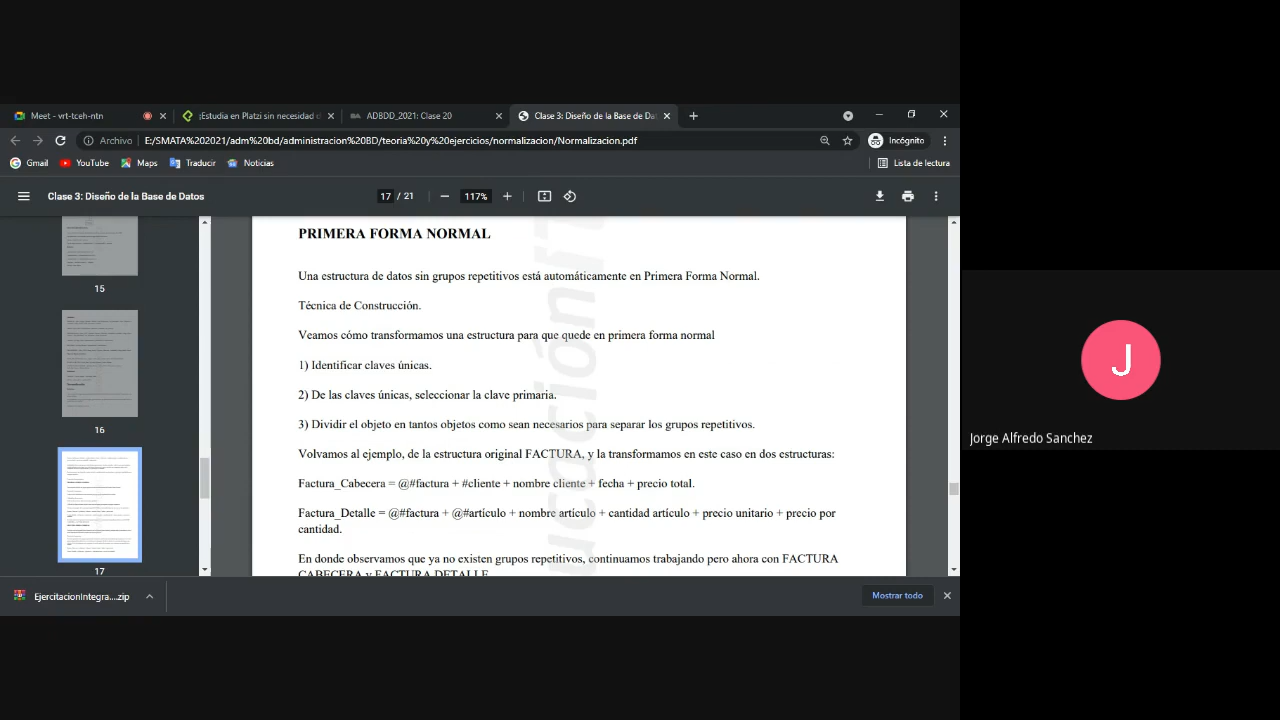 Meet - vrt-tceh-ntn
¡Estudia en Platzi sin necesidad d
ADBDD_2021: Clase 20
Clase 3: Diseño de la Base de Dat
Archivo
E:/SMATA%202021/adm%20bd/administracion%20BD/teoria%20y%20ejercicios/normalizacion/Normalizacion.pdf
Incógnito
Gmail
YouTube
Maps
Traducir
Noticias
Lista de lectura
Clase 3: Diseño de la Base de Datos
17 / 21
117%
15
16
17
PRIMERA FORMA NORMAL
Una estructura de datos sin grupos repetitivos está automáticamente en Primera Forma Normal.
Técnica de Construcción.
Veamos cómo transformamos una estructura para que quede en primera forma normal
1) Identificar claves únicas.
2) De las claves únicas, seleccionar la clave primaria.
3) Dividir el objeto en tantos objetos como sean necesarios para separar los grupos repetitivos.
Volvamos al ejemplo, de la estructura original FACTURA, y la transformamos en este caso en dos estructuras:
Factura_Cabecera = @#factura + #cliente + nombre cliente + fecha + precio total.
Factura_Detalle = @#factura + @#artículo + nombre artículo + cantidad artículo + precio unitario + precio por
cantidad.
En donde observamos que ya no existen grupos repetitivos, continuamos trabajando pero ahora con FACTURA
CABECERA y FACTURA DETALLE
EjercitacionIntegra....zip
Mostrar todo
J
Jorge Alfredo Sanchez